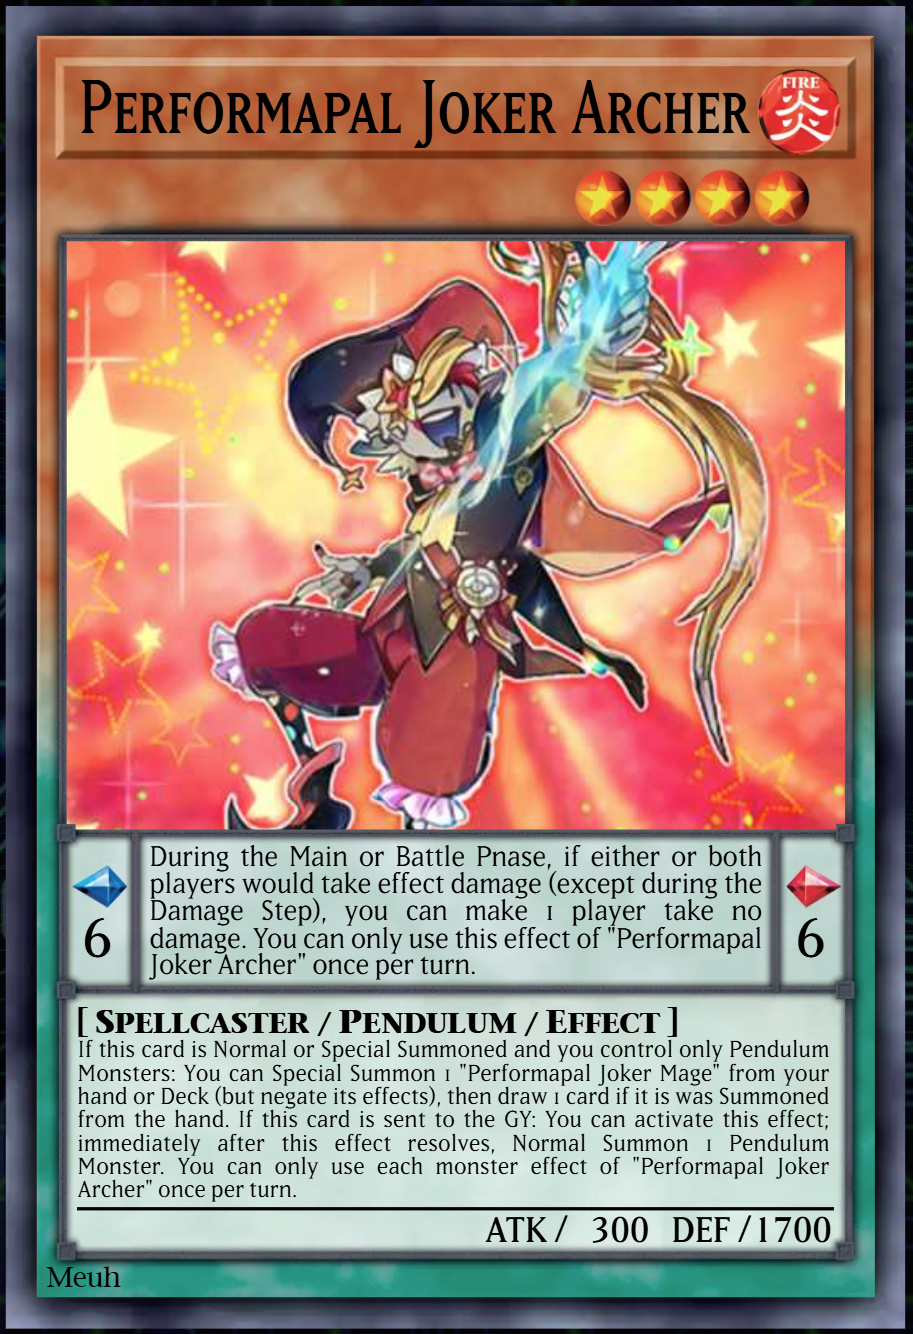 Performapal Joker Archer
FIRE
炎
During the Main or Battle Pnase, if either or both
players would take effect damage (except during the
Damage Step), you can make 1 player take no
damage. You can only use this effect of "Performapal
Joker Archer" once per turn.
6
6
[ Spellcaster / Pendulum / Effect ]
If this card is Normal or Special Summoned and you control only Pendulum
Monsters: You can Special Summon 1 "Performapal Joker Mage" from your
hand or Deck (but negate its effects), then draw 1 card if it is was Summoned
from the hand. If this card is sent to the GY: You can activate this effect;
immediately after this effect resolves, Normal Summon 1 Pendulum
Monster. You can only use each monster effect of "Performapal Joker
Archer" once per turn.
ATK / 300 DEF /1700
Meuh